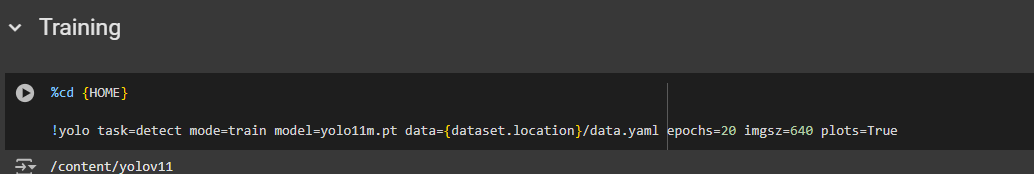 Training
%cd {HOME}
!yolo task=detect mode=train model=yolo11m.pt data={dataset.location}/data.yaml epochs=20 imgsz=640 plots=True
/content/yolov11